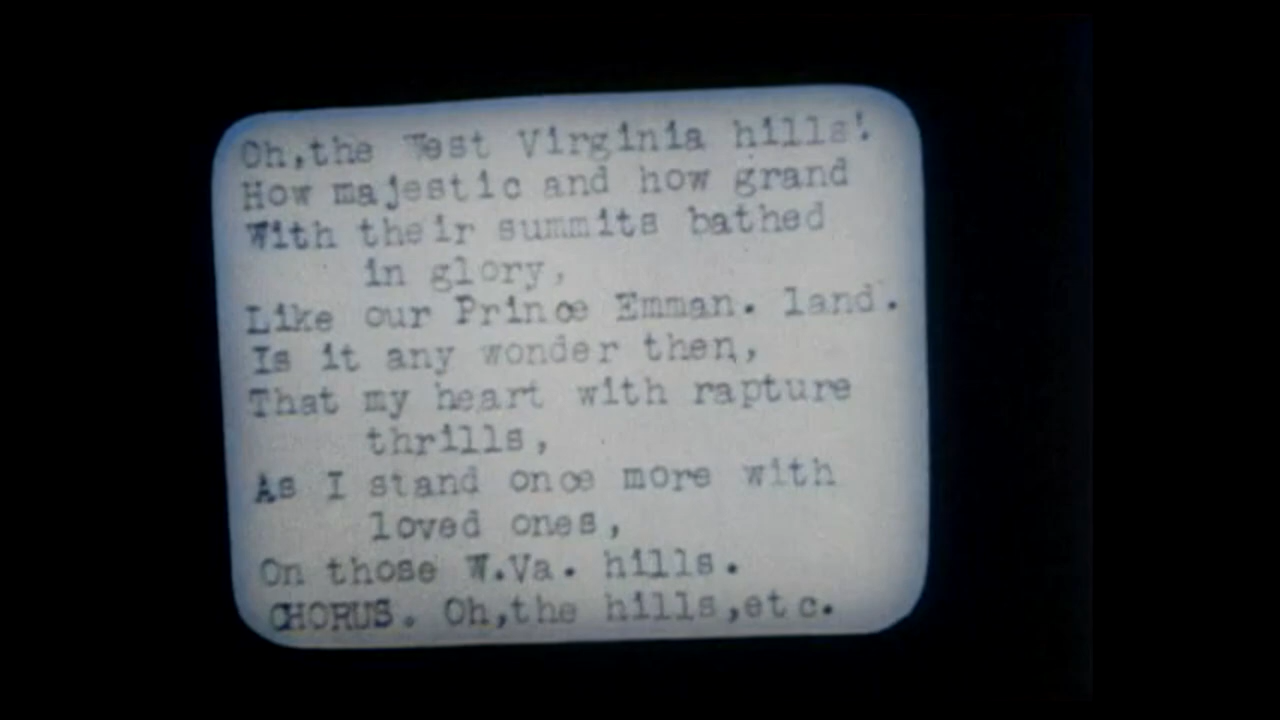 Oh,the West Virginia hills!
How majestic and how grand
With their summits bathed
in glory,
Like our Prince Emman. land.
Is it any wonder then,
That my heart with rapture
thrills,
As I stand once more with
loved ones,
On those W.Va. hills.
CHORUS. Oh,the hills,etc.